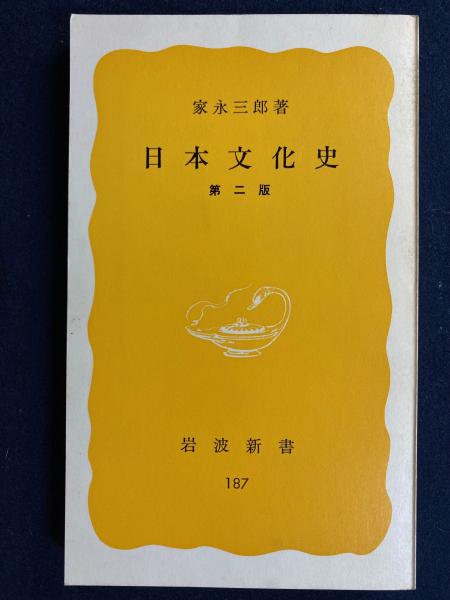 家永三郎著
日本文化史
第二版
岩波新書
187